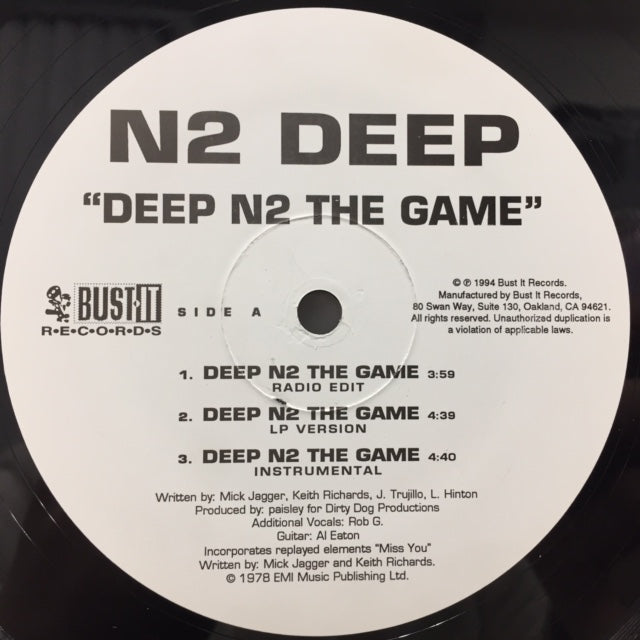 N2 DEEP
"DEEP N2 THE GAME"
BUST-IT
R•E•C•O•R•D•S
SIDE A
© ℗ 1994 Bust It Records.
Manufactured by Bust It Records,
80 Swan Way, Suite 130, Oakland, CA 94621.
All rights reserved. Unauthorized duplication is
a violation of applicable laws.
1. DEEP N2 THE GAME 3:59
RADIO EDIT
2. DEEP N2 THE GAME 4:39
LP VERSION
3. DEEP N2 THE GAME 4:40
INSTRUMENTAL
Written by: Mick Jagger, Keith Richards, J. Trujillo, L. Hinton
Produced by: paisley for Dirty Dog Productions
Additional Vocals: Rob G.
Guitar: Al Eaton
Incorporates replayed elements "Miss You"
Written by: Mick Jagger and Keith Richards.
© 1978 EMI Music Publishing Ltd.